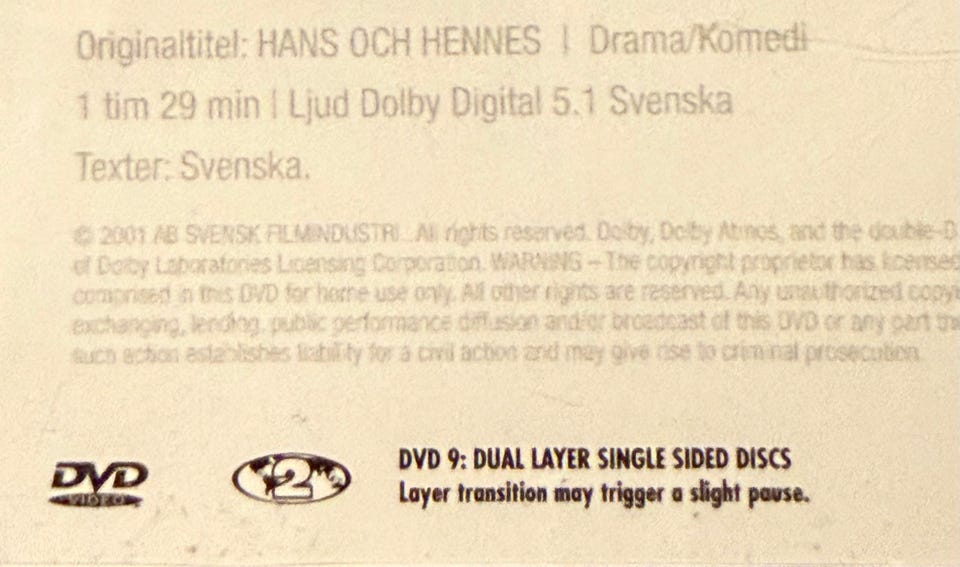 Originaltitel: HANS OCH HENNES | Drama/Komedi
1 tim 29 min | Ljud Dolby Digital 5.1 Svenska
Texter: Svenska.
© 2001 AB SVENSK FILMINDUSTRI. All rights reserved. Dolby, Dolby Atmos, and the double-D
of Dolby Laboratories Licensing Corporation. WARNING – The copyright proprietor has licensed
comprised in this DVD for home use only. All other rights are reserved. Any unauthorized copyi
exchanging, lending, public performance diffusion and/or broadcast of this DVD or any part the
such action establishes liability for a civil action and may give rise to criminal prosecution.
DVD VIDEO 2 DVD 9: DUAL LAYER SINGLE SIDED DISCS
Layer transition may trigger a slight pause.